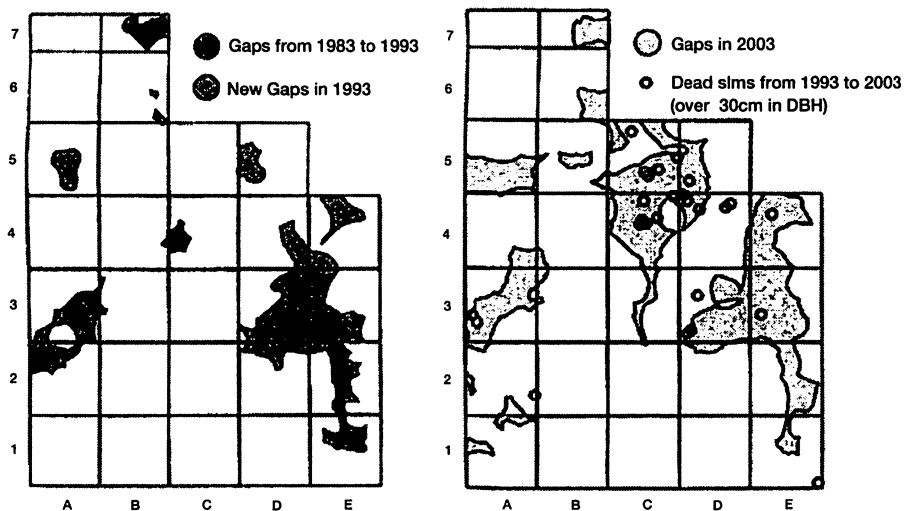 Gaps from 1983 to 1993
New Gaps in 1993
7
6
5
4
3
2
1
A B C D E
Gaps in 2003
Dead slms from 1993 to 2003
(over 30cm in DBH)
7
6
5
4
3
2
1
A B C D E